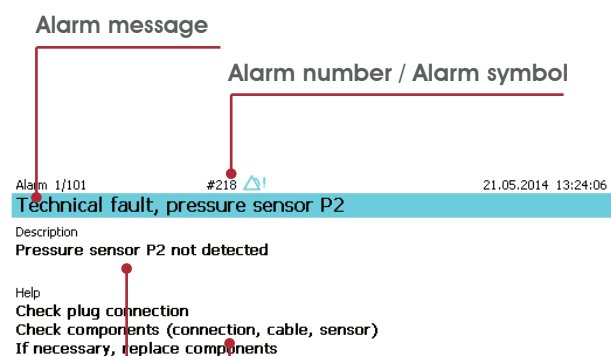 Alarm message
Alarm number / Alarm symbol
Alarm 1/101 #218 ! 21.05.2014 13:24:06
Technical fault, pressure sensor P2
Description
Pressure sensor P2 not detected
Help
Check plug connection
Check components (connection, cable, sensor)
If necessary, replace components